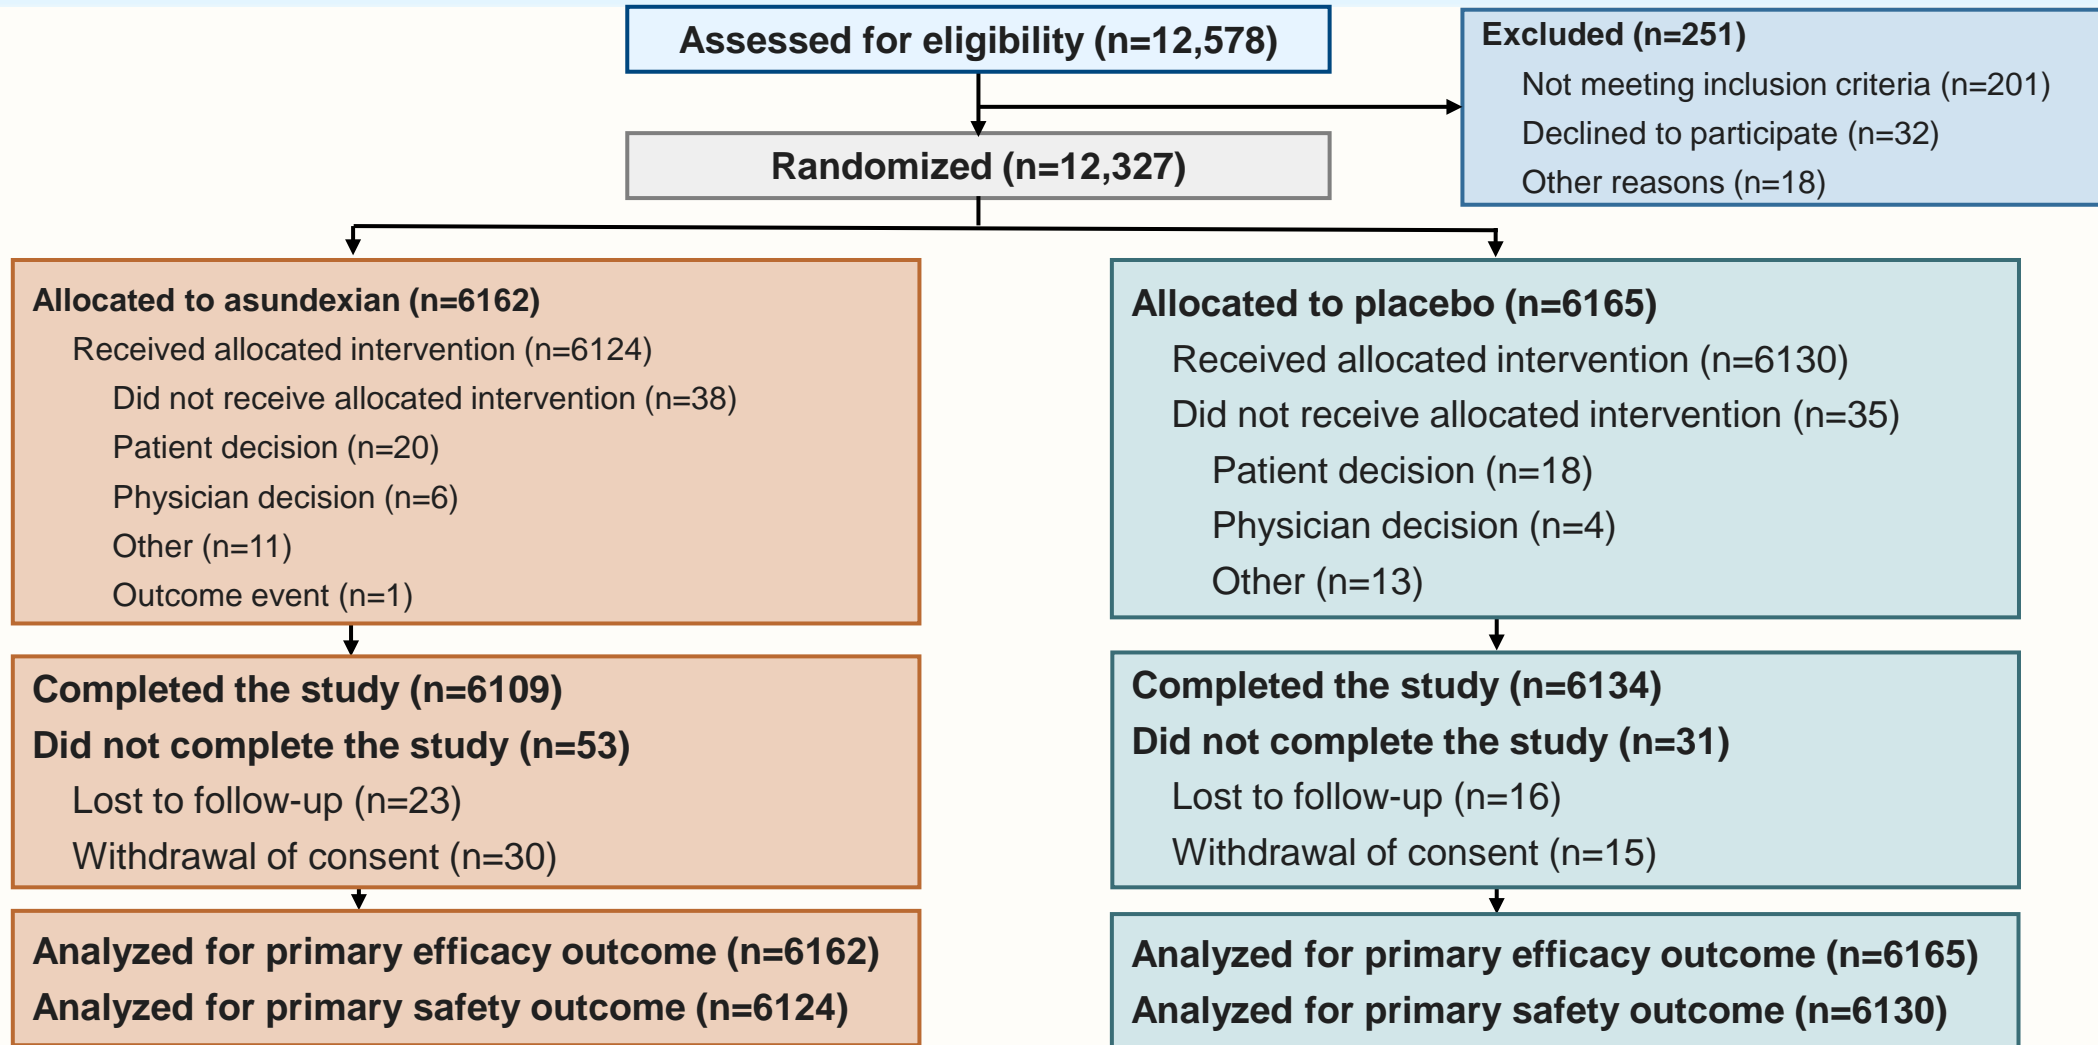 Assessed for eligibility (n=12,578)
Excluded (n=251)
Not meeting inclusion criteria (n=201)
Declined to participate (n=32)
Other reasons (n=18)
Randomized (n=12,327)
Allocated to asundexian (n=6162)
Received allocated intervention (n=6124)
Did not receive allocated intervention (n=38)
Patient decision (n=20)
Physician decision (n=6)
Other (n=11)
Outcome event (n=1)
Allocated to placebo (n=6165)
Received allocated intervention (n=6130)
Did not receive allocated intervention (n=35)
Patient decision (n=18)
Physician decision (n=4)
Other (n=13)
Completed the study (n=6109)
Did not complete the study (n=53)
Lost to follow-up (n=23)
Withdrawal of consent (n=30)
Completed the study (n=6134)
Did not complete the study (n=31)
Lost to follow-up (n=16)
Withdrawal of consent (n=15)
Analyzed for primary efficacy outcome (n=6162)
Analyzed for primary safety outcome (n=6124)
Analyzed for primary efficacy outcome (n=6165)
Analyzed for primary safety outcome (n=6130)